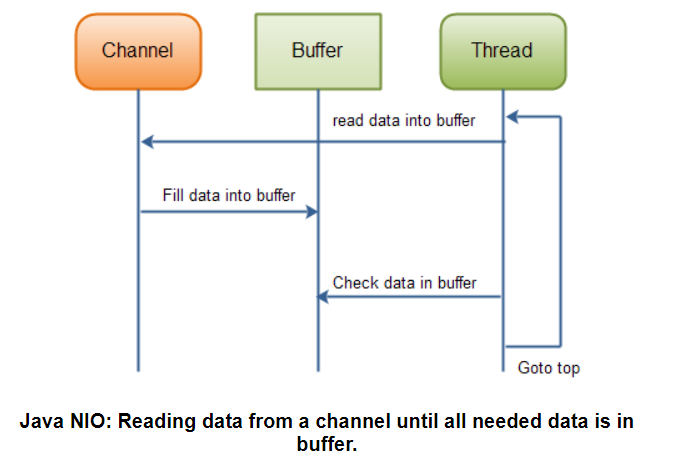 Channel
Buffer
Thread
read data into buffer
Fill data into buffer
Check data in buffer
Goto top
Java NIO: Reading data from a channel until all needed data is in
buffer.